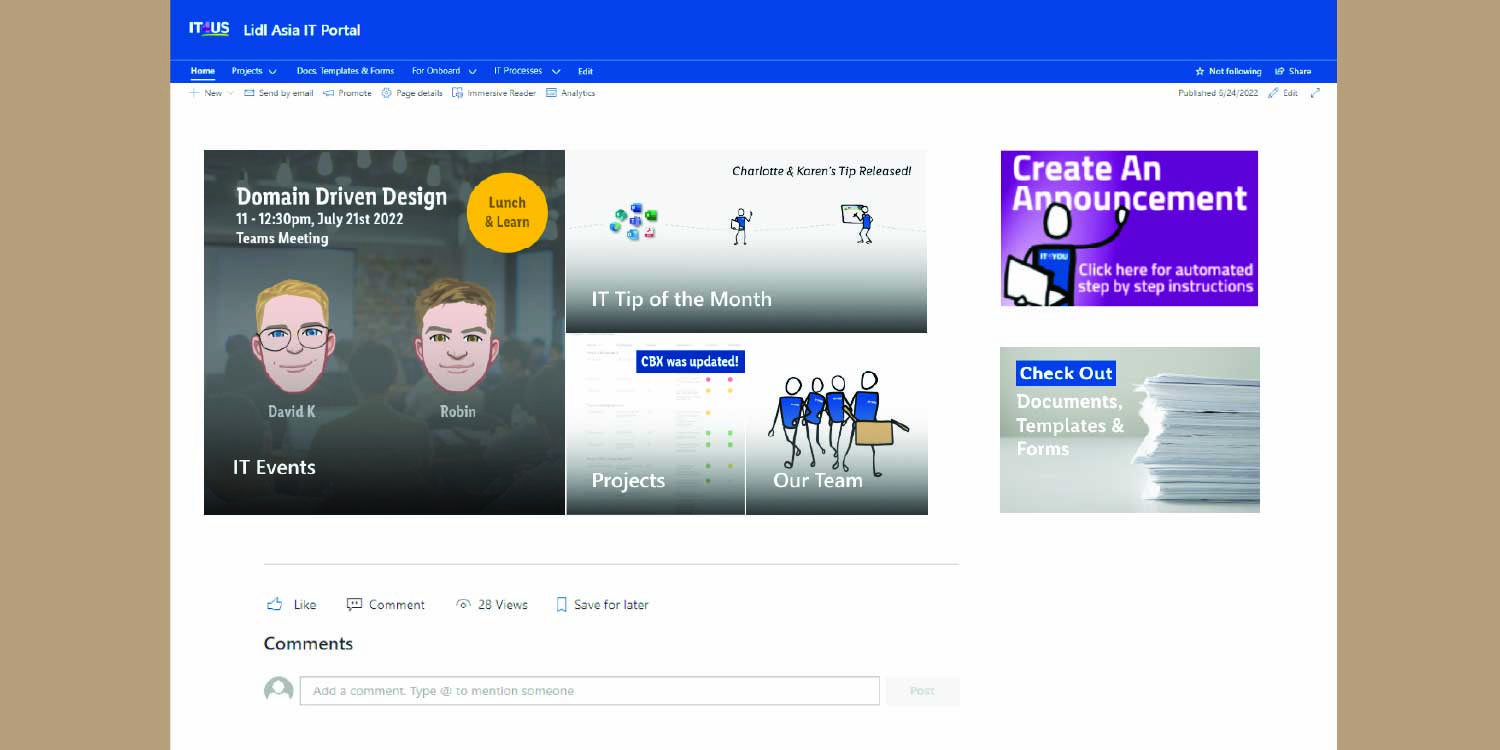 IT4US
Lidl Asia IT Portal
Home Projects Docs, Templates & Forms For Onboard IT Processes Edit
Not following Share
New Send by email Promote Page details Immersive Reader Analytics
Published 6/24/2022 Edit
Domain Driven Design
11 - 12:30pm, July 21st 2022
Teams Meeting
Lunch
& Learn
David K
Robin
IT Events
Charlotte & Karen's Tip Released!
IT Tip of the Month
CBX was updated!
Projects
Our Team
Create An
Announcement
IT4YOU
Click here for automated
step by step instructions
Check Out
Documents,
Templates &
Forms
Like Comment 28 Views Save for later
Comments
Add a comment. Type @ to mention someone
Post